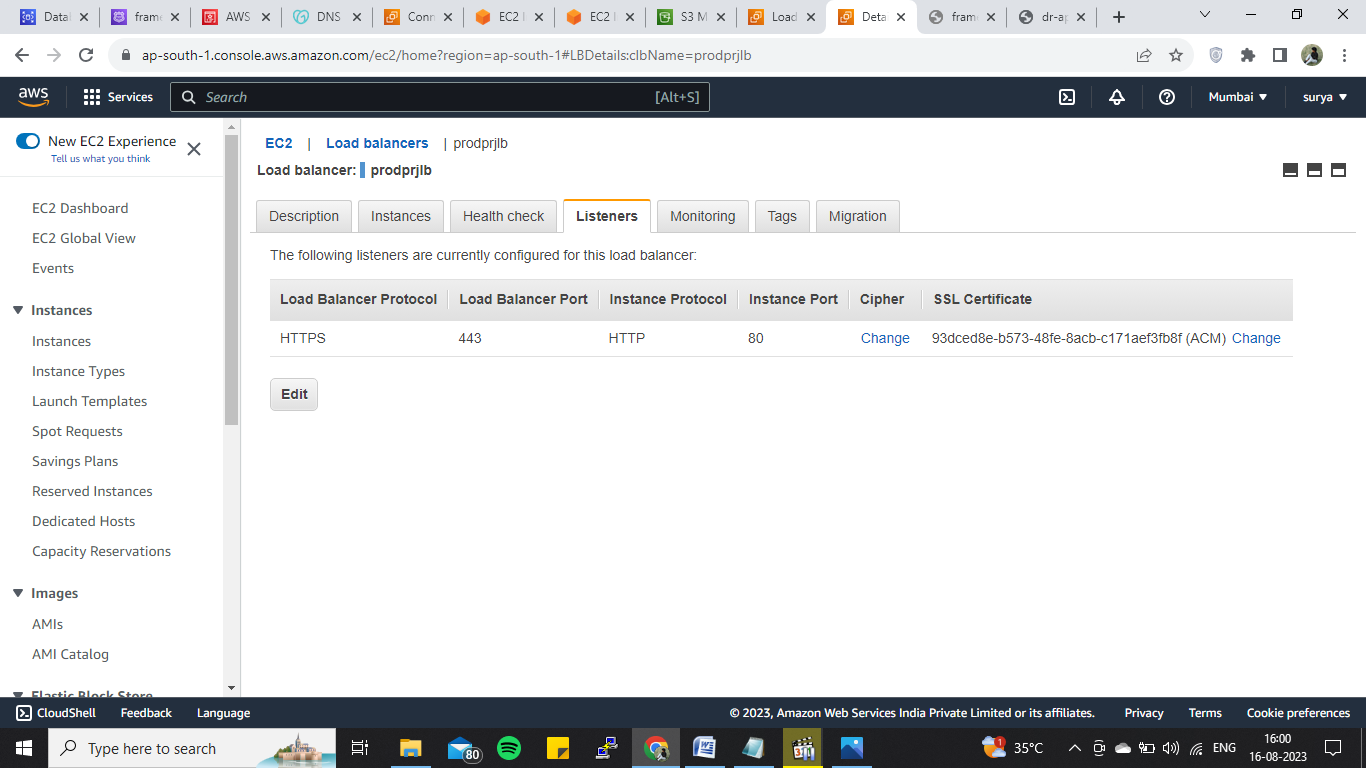 Datal
frame
AWS
DNS
Conn
EC2 I
EC2 I
S3 M
Load
Deta
fram
dr-ap
ap-south-1.console.aws.amazon.com/ec2/home?region=ap-south-1#LBDetails:clbName=prodprjlb
aws
Services
Search
[Alt+S]
Mumbai
surya
New EC2 Experience
Tell us what you think
EC2 Dashboard
EC2 Global View
Events
Instances
Instances
Instance Types
Launch Templates
Spot Requests
Savings Plans
Reserved Instances
Dedicated Hosts
Capacity Reservations
Images
AMIs
AMI Catalog
Elastic Block Store
EC2 | Load balancers | prodprjlb
Load balancer: prodprjlb
Description Instances Health check Listeners Monitoring Tags Migration
The following listeners are currently configured for this load balancer:
Load Balancer Protocol Load Balancer Port Instance Protocol Instance Port Cipher SSL Certificate
HTTPS 443 HTTP 80 Change 93dced8e-b573-48fe-8acb-c171aef3fb8f (ACM) Change
Edit
CloudShell Feedback Language © 2023, Amazon Web Services India Private Limited or its affiliates. Privacy Terms Cookie preferences
Type here to search
80
1
35°C
ENG
16:00
16-08-2023